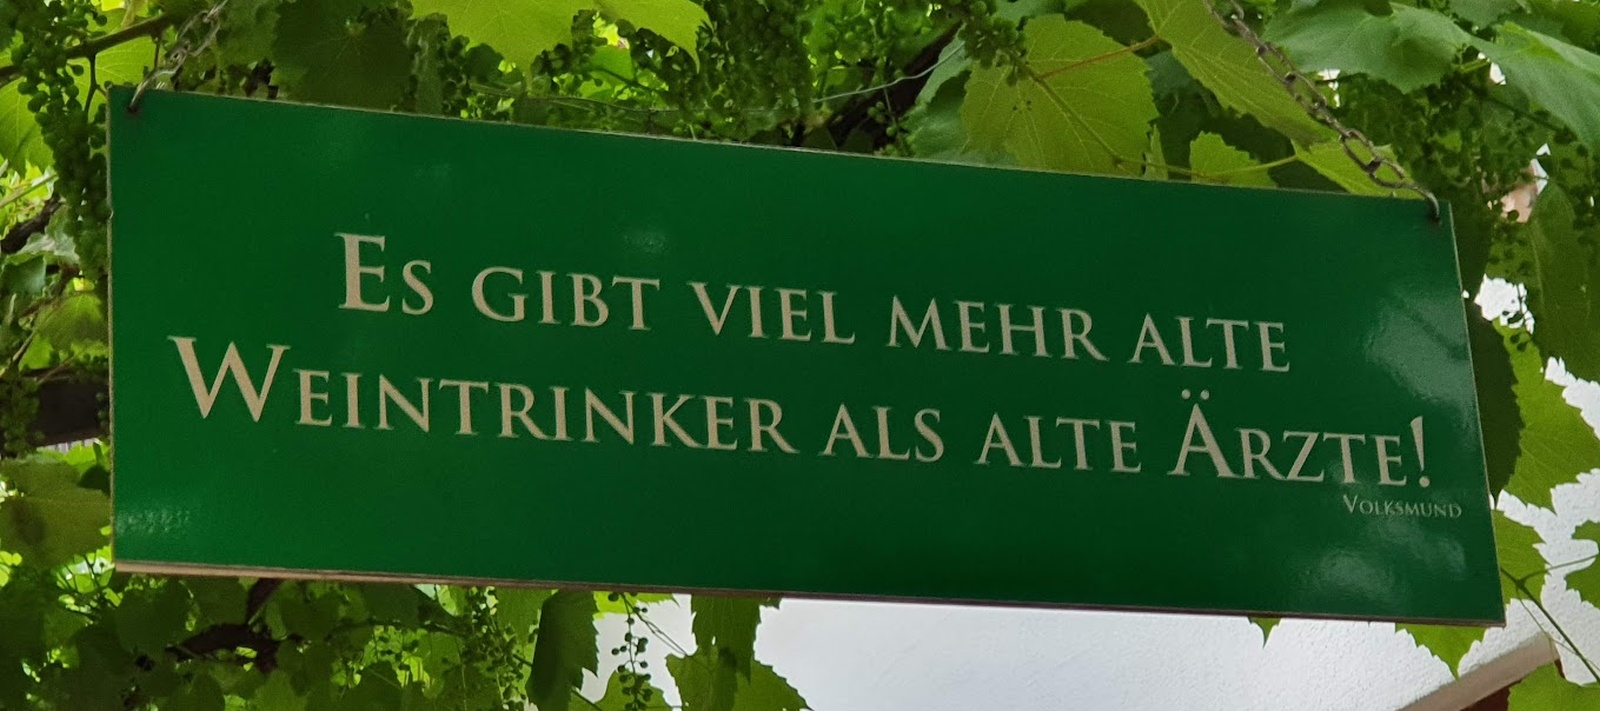 Es gibt viel mehr alte
Weintrinker als alte Ärzte!
Volksmund